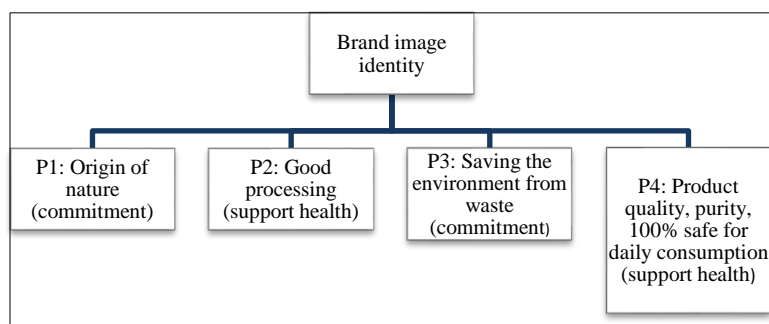 Brand image
identity
P1: Origin of
nature
(commitment)
P2: Good
processing
(support health)
P3: Saving the
environment from
waste
(commitment)
P4: Product
quality, purity,
100% safe for
daily consumption
(support health)